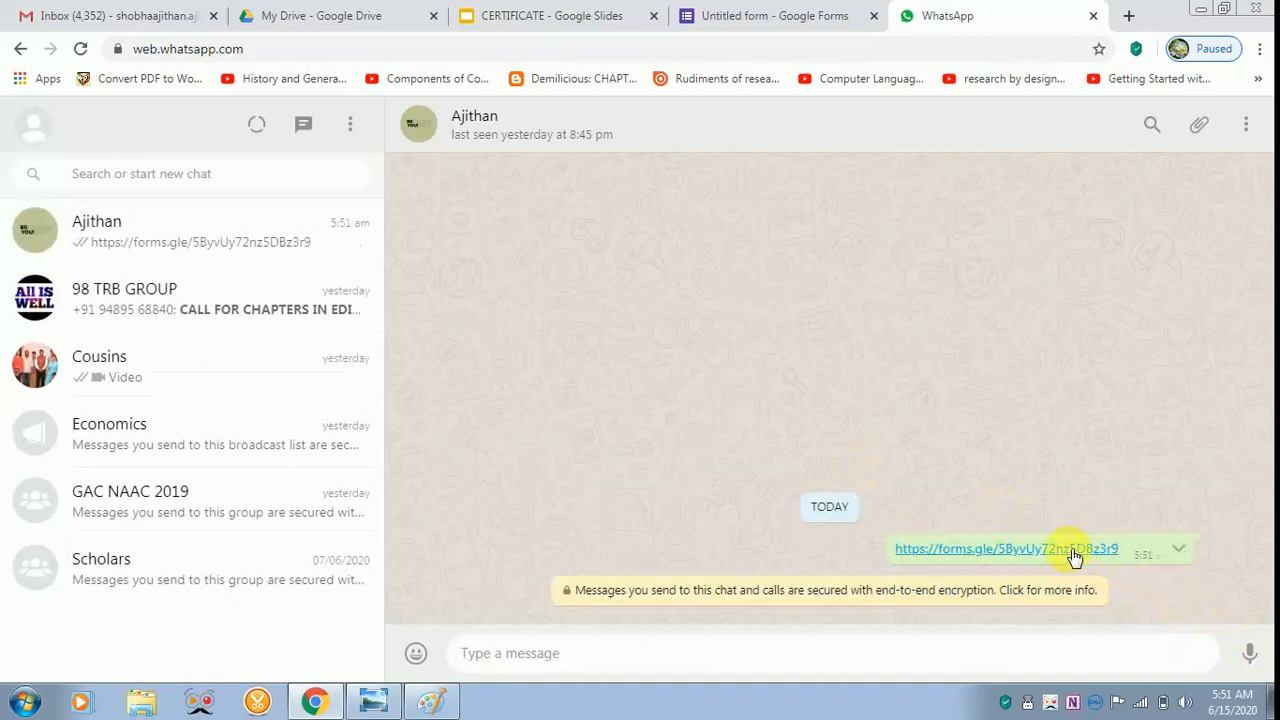 Inbox (4,352) - shobhaajithan.aj
My Drive - Google Drive
CERTIFICATE - Google Slides
Untitled form - Google Forms
WhatsApp
web.whatsapp.com
Paused
Apps
Convert PDF to Wo...
History and Genera...
Components of Co...
Demilicious: CHAPT...
Rudiments of resea...
Computer Languag...
research by design...
Getting Started wit...
»
Ajithan
last seen yesterday at 8:45 pm
Search or start new chat
Ajithan
5:51 am
https://forms.gle/5ByvUy72nz5DBz3r9
98 TRB GROUP
yesterday
+91 94895 68840: CALL FOR CHAPTERS IN EDI...
Cousins
yesterday
Video
Economics
yesterday
Messages you send to this broadcast list are sec...
GAC NAAC 2019
yesterday
Messages you send to this group are secured wit...
Scholars
07/06/2020
Messages you send to this group are secured wit...
TODAY
https://forms.gle/5ByvUy72nz5DBz3r9
5:51
Messages you send to this chat and calls are secured with end-to-end encryption. Click for more info.
Type a message
ALL IS
WELL
5:51 AM
6/15/2020